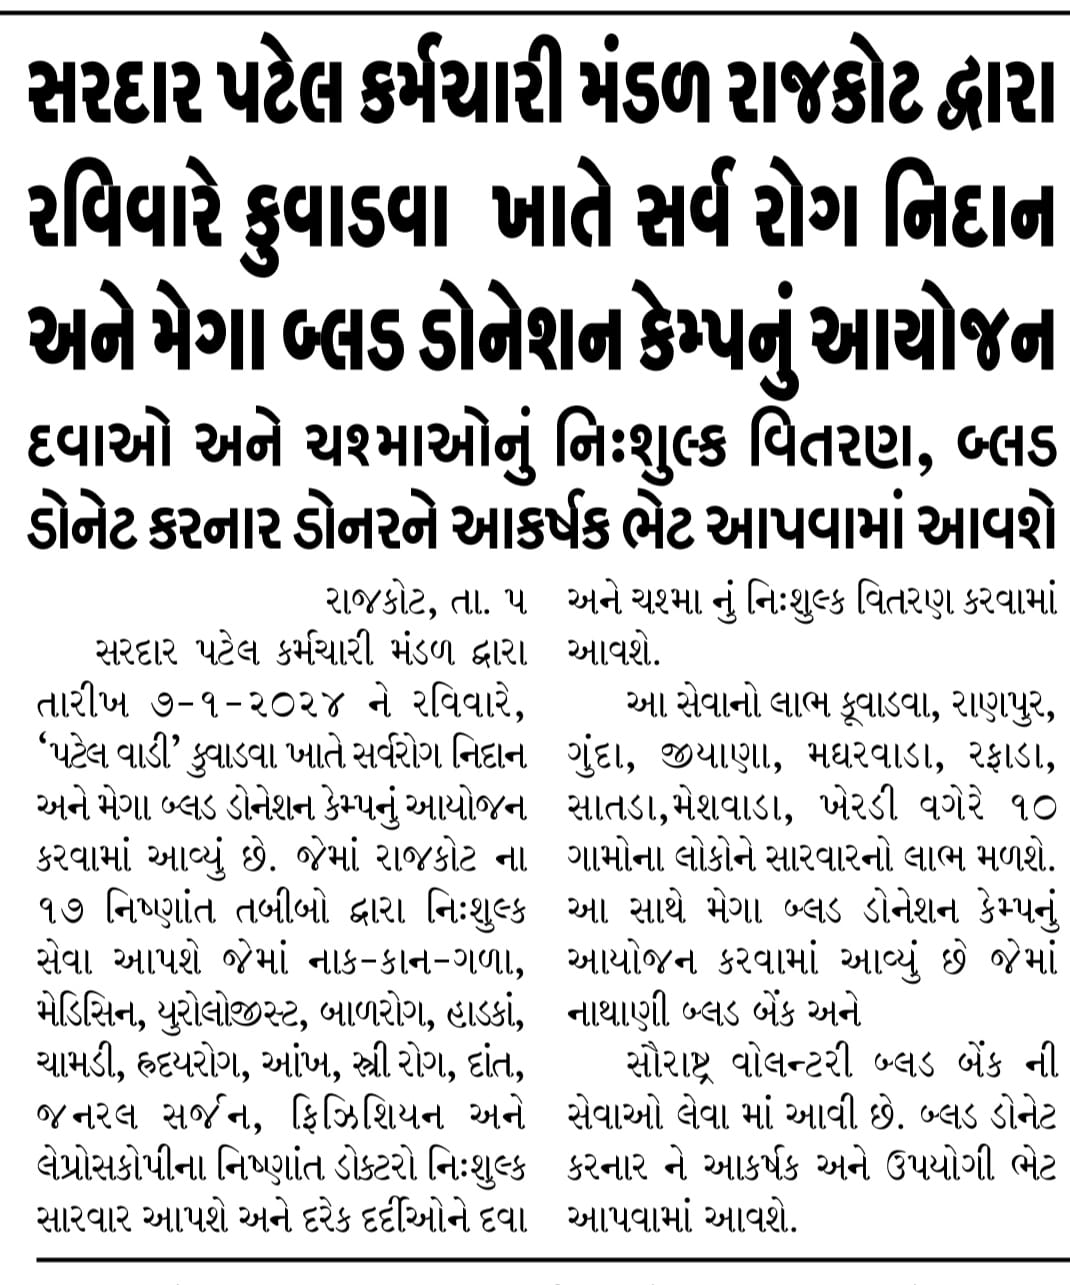 સરદાર પટેલ કર્મચારી મંડળ રાજકોટ દ્વારા
રવિવારે કુવાડવા ખાતે સર્વ રોગ નિદાન
અને મેગા બ્લડ ડોનેશન કેમ્પનું આયોજન
દવાઓ અને ચશ્માઓનું નિઃશુલ્ક વિતરણ, બ્લડ
ડોનેટ કરનાર ડોનરને આકર્ષક ભેટ આપવામાં આવશે
રાજકોટ, તા. ૫
સરદાર પટેલ કર્મચારી મંડળ દ્વારા
તારીખ ૭-૧-૨૦૨૪ ને રવિવારે,
‘પટેલ વાડી’ કુવાડવા ખાતે સર્વરોગ નિદાન
અને મેગા બ્લડ ડોનેશન કેમ્પનું આયોજન
કરવામાં આવ્યું છે. જેમાં રાજકોટ ના
૧૭ નિષ્ણાંત તબીબો દ્વારા નિઃશુલ્ક
સેવા આપશે જેમાં નાક-કાન-ગળા,
મેડિસિન, યુરોલોજીસ્ટ, બાળરોગ, હાડકાં,
ચામડી, હ્રદયરોગ, આંખ, સ્ત્રી રોગ, દાંત,
જનરલ સર્જન, ફિઝિશિયન અને
લેપ્રોસકોપીના નિષ્ણાંત ડોકટરો નિઃશુલ્ક
સારવાર આપશે અને દરેક દર્દીઓને દવા
અને ચશ્મા નું નિઃશુલ્ક વિતરણ કરવામાં
આવશે.
આ સેવાનો લાભ કૂવાડવા, રાણપુર,
ગુંદા, જીયાણા, મઘરવાડા, રફાડા,
સાતડા,મેશવાડા, ખેરડી વગેરે ૧૦
ગામોના લોકોને સારવારનો લાભ મળશે.
આ સાથે મેગા બ્લડ ડોનેશન કેમ્પનું
આયોજન કરવામાં આવ્યું છે જેમાં
નાથાણી બ્લડ બેંક અને
સૌરાષ્ટ્ર વોલન્ટરી બ્લડ બેંક ની
સેવાઓ લેવા માં આવી છે. બ્લડ ડોનેટ
કરનાર ને આકર્ષક અને ઉપયોગી ભેટ
આપવામાં આવશે.